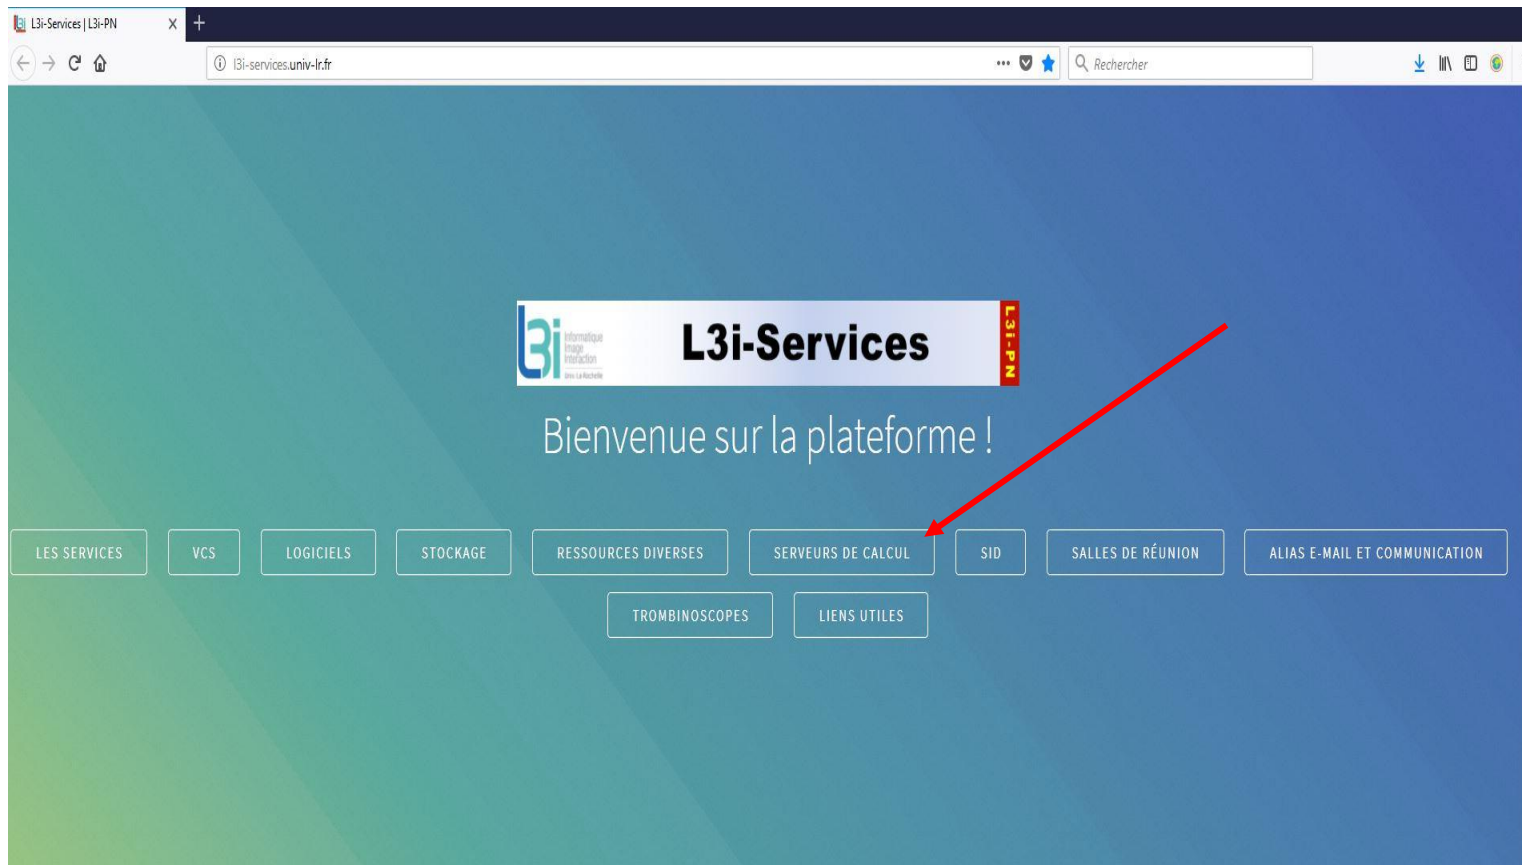 L3i-Services | L3i-PN X +
l3i-services.univ-lr.fr
Rechercher
L3i
Informatique
Image
Interaction
Univ. La Rochelle
L3i-Services
L3i-PN
Bienvenue sur la plateforme !
LES SERVICES
VCS
LOGICIELS
STOCKAGE
RESSOURCES DIVERSES
SERVEURS DE CALCUL
SID
SALLES DE RÉUNION
ALIAS E-MAIL ET COMMUNICATION
TROMBINOSCOPES
LIENS UTILES